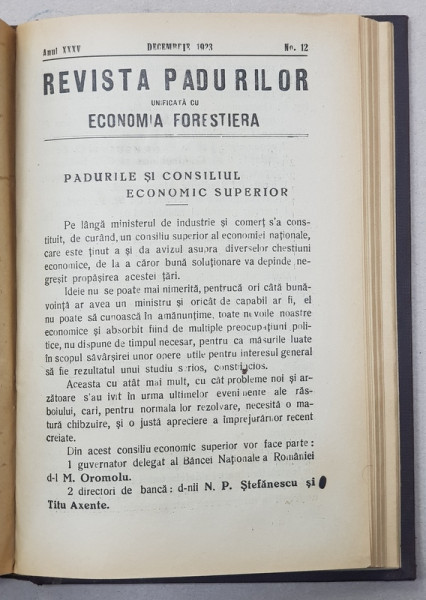 Anul XXXV DECEMBRIE 1923 No. 12
REVISTA PADURILOR
UNIFICATĂ CU
ECONOMIA FORESTIERA
PADURILE ȘI CONSILIUL
ECONOMIC SUPERIOR
Pe lângă ministerul de industrie și comerț s'a cons-
tituit, de curând, un consiliu superior al economiei naționale,
care este ținut a și da avizul asupra diverselor chestiuni
economice, de la a căror bună soluționare va depinde ne-
greșit propășirea acestei țări.
Ideie nu se poate mai nimerită, pentrucă ori câtă bună-
voință ar avea un ministru și oricât de capabil ar fi, el
nu poate să cunoască în amănunțime, toate nevoile noastre
economice și absorbit fiind de multiple preocupațiuni poli-
tice, nu dispune de timpul necesar, pentru ca măsurile luate
în scopul săvârșirei unor opere utile pentru interesul general
să fie rezultatul unui studiu serios, conștiincios.
Aceasta cu atât mai mult, cu cât probleme noi și ar-
zătoare s'au ivit în urma ultimelor evenimente ale răs-
boiului, cari, pentru normala lor rezolvare, necesită o ma-
tură chibzuire, și o justă apreciere a împrejurărilor recent
creiate.
Din acest consiliu economic superior vor face parte :
1 guvernator delegat al Băncei Naționale a României
d-l M. Oromolu.
2 directori de bancă : d-nii N. P. Ștefănescu și
Titu Axente.